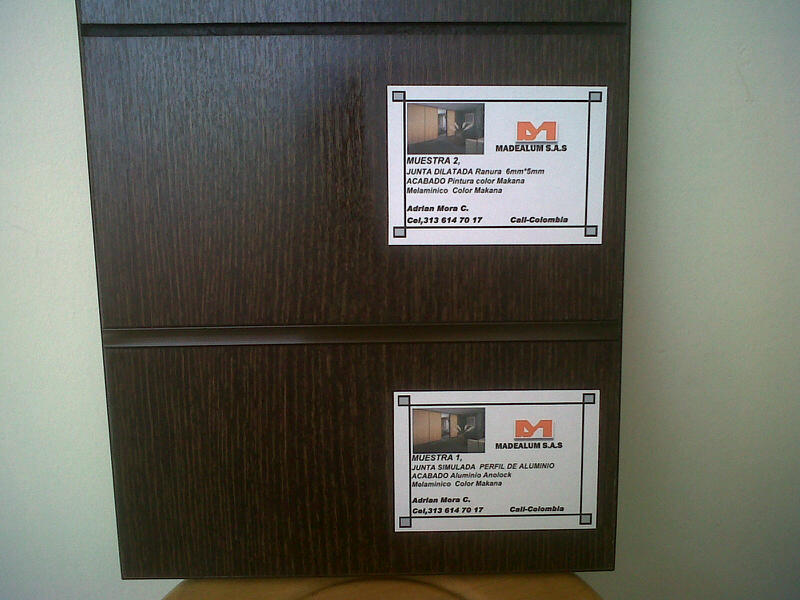 MADEALUM S.A.S
MUESTRA 2,
JUNTA DILATADA Ranura 6mm*5mm
ACABADO Pintura color Makana
Melaminico Color Makana
Adrian Mora C.
Cel,313 614 70 17 Cali-Colombia
MADEALUM S.A.S
MUESTRA 1,
JUNTA SIMULADA PERFIL DE ALUMINIO
ACABADO Aluminio Anolock
Melaminico Color Makana
Adrian Mora C.
Cel,313 614 70 17 Cali-Colombia